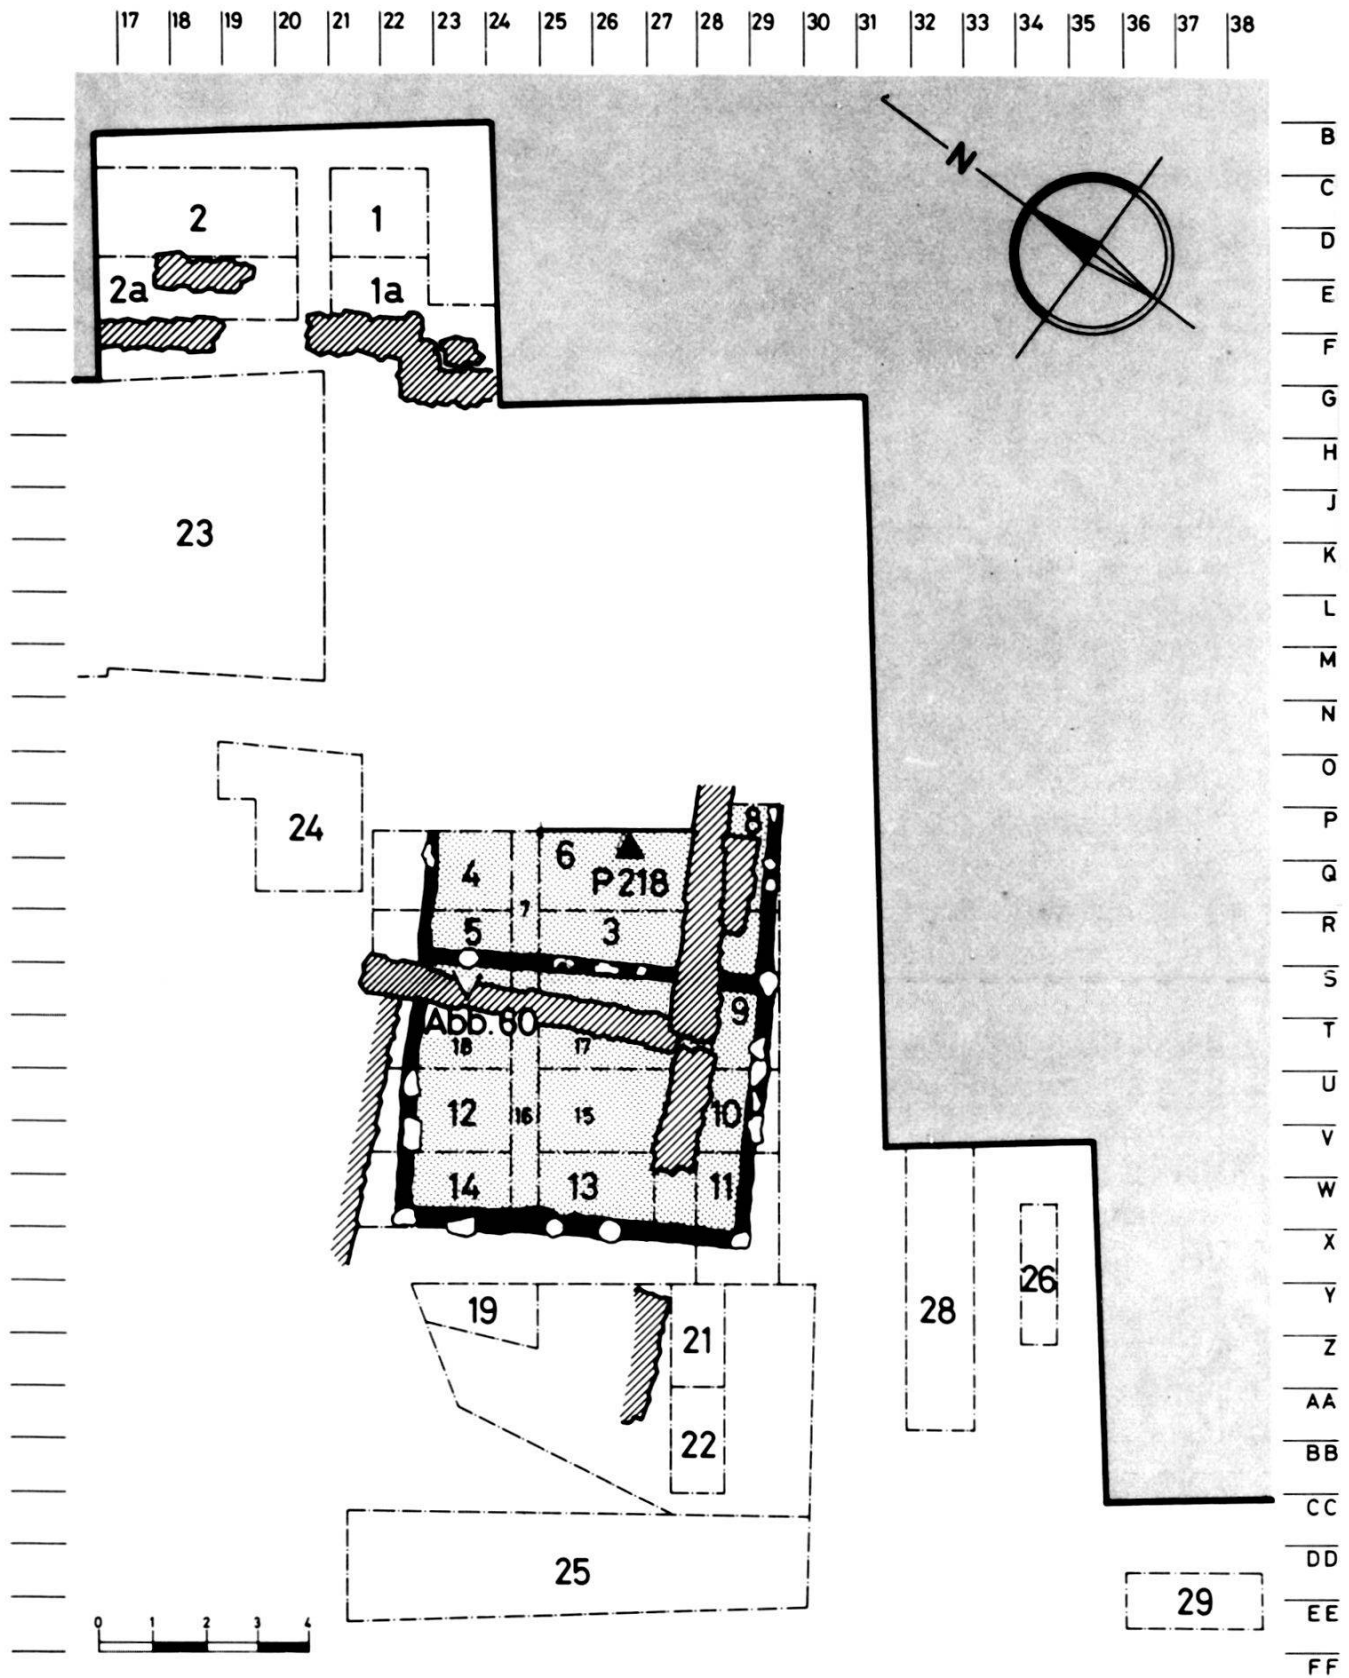 17 18 19 20 21 22 23 24 25 26 27 28 29 30 31 32 33 34 35 36 37 38
B
N
C
2 1
D
2a 1a
E
F
G
H
J
23
K
L
M
N
O
24
8
P
6
4
P 218
Q
7
5 3
R
S
9
Abb. 60
T
18 17
U
12 16 15 10
V
14 13 11
W
X
26
19 28
Y
21
Z
AA
22
BB
CC
25
DD
29
EE
0 1 2 3 4
FF